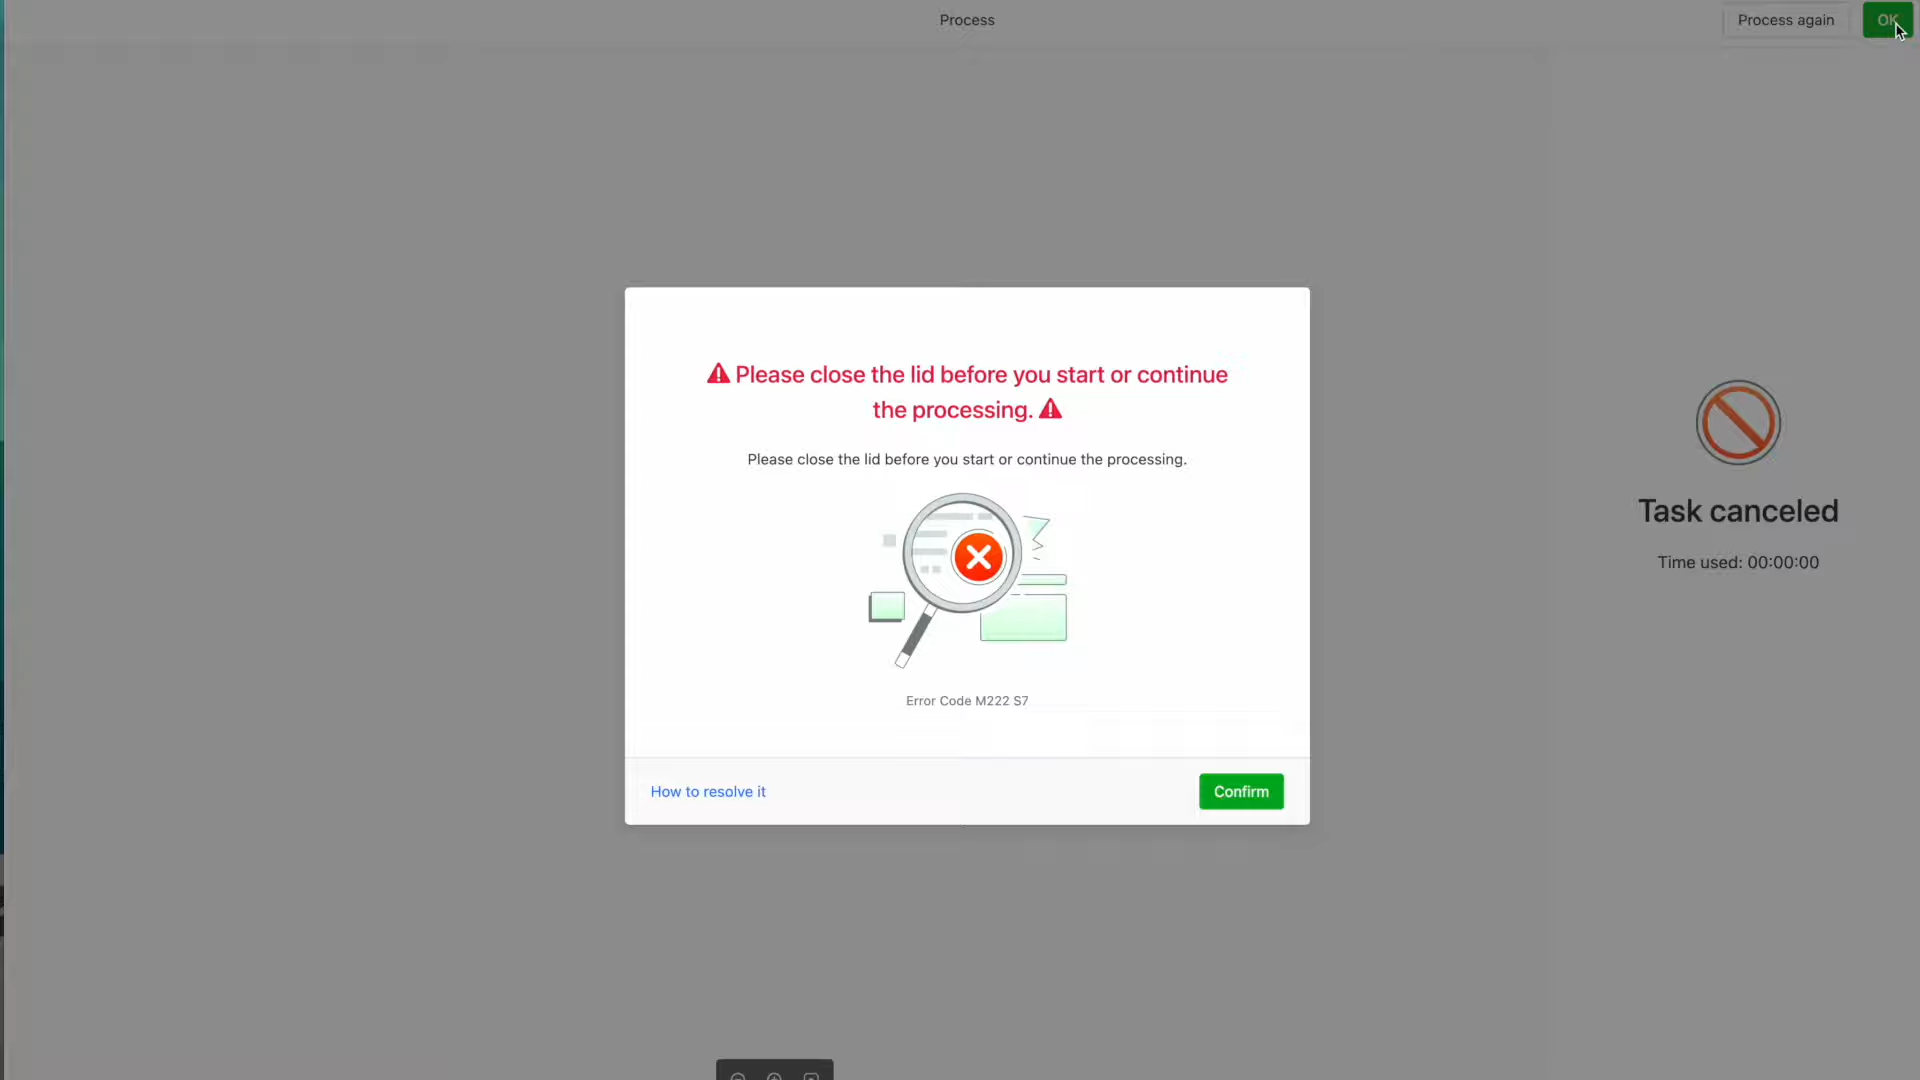 Process
Process again
OK
Please close the lid before you start or continue
the processing.
Please close the lid before you start or continue the processing.
Error Code M222 S7
How to resolve it
Confirm
Task canceled
Time used: 00:00:00